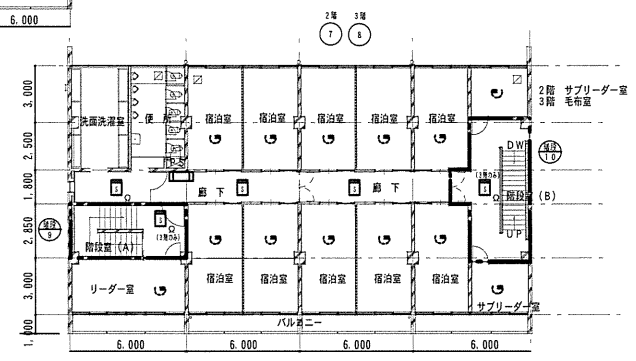 6.000
2階 3階
7 8
2階 サブリーダー室
3階 毛布室
3,000
2,500
1,800
2,850
3,000
1,000
洗面洗濯室
便所
P.S
宿泊室 宿泊室 宿泊室 宿泊室 宿泊室
DW
階段
10
S
廊下
S
S
廊下
(3階のみ)
S
階段室(B)
UP
階段
9
階段室(A)
S
(3階のみ)
リーダー室
宿泊室 宿泊室 宿泊室 宿泊室 宿泊室
サブリーダー室
バルコニー
6.000 6.000 6.000 6.000